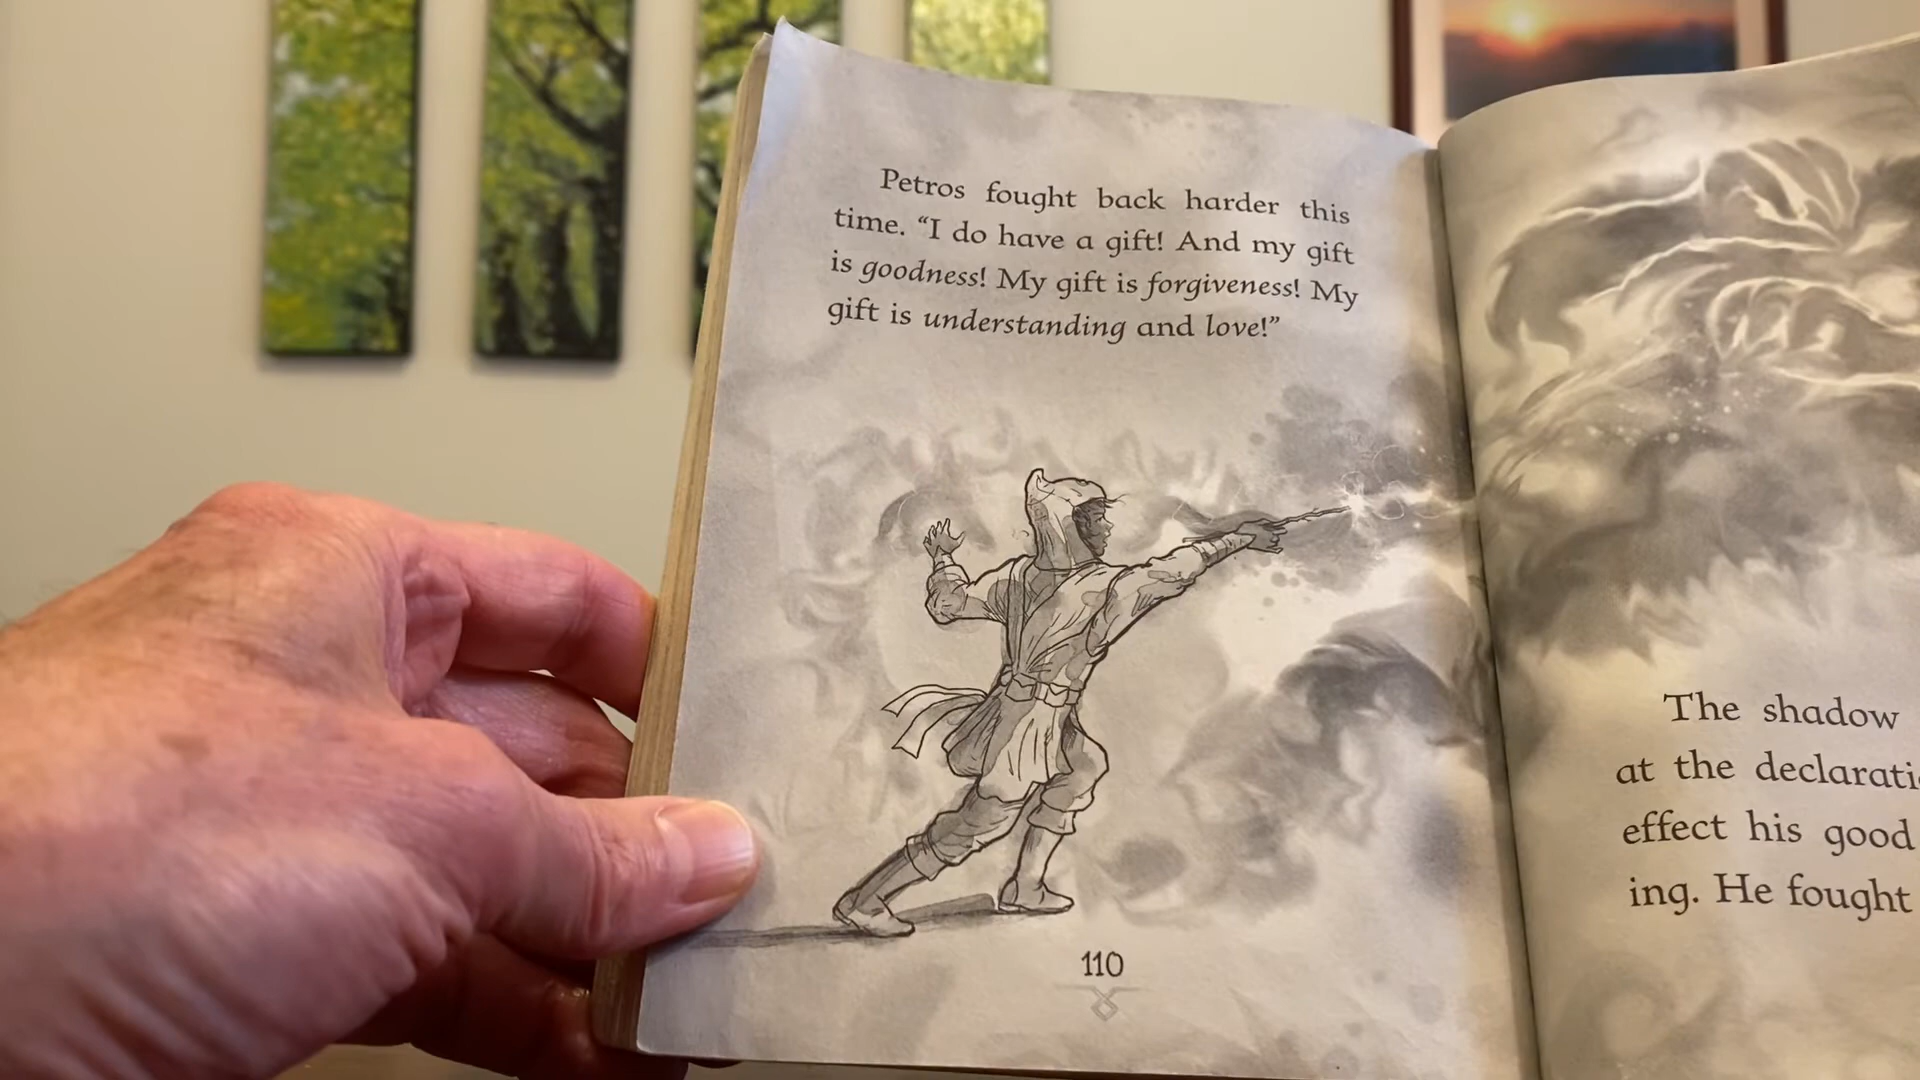 Petros fought back harder this
time. “I do have a gift! And my gift
is goodness! My gift is forgiveness! My
gift is understanding and love!”
110
The shadow
at the
effect his good
ing. He fought